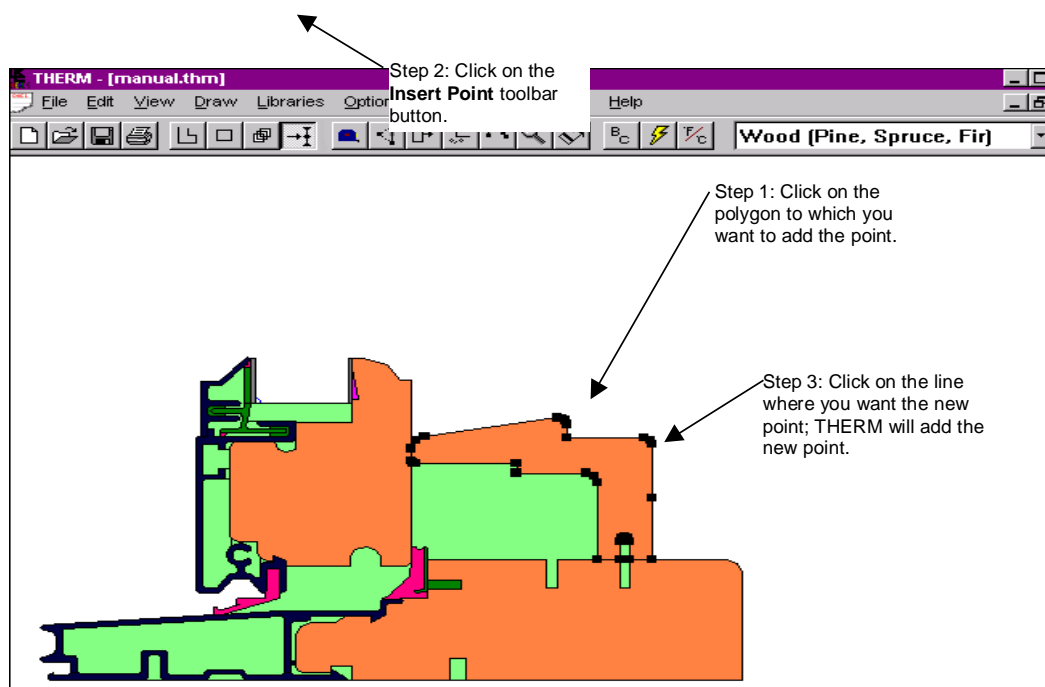 Step 2: Click on the
Insert Point toolbar
button.
THERM - [manual.thm]
File Edit View Draw Libraries Option Help
BC °F/C Wood (Pine, Spruce, Fir)
Step 1: Click on the
polygon to which you
want to add the point.
Step 3: Click on the line
where you want the new
point; THERM will add the
new point.